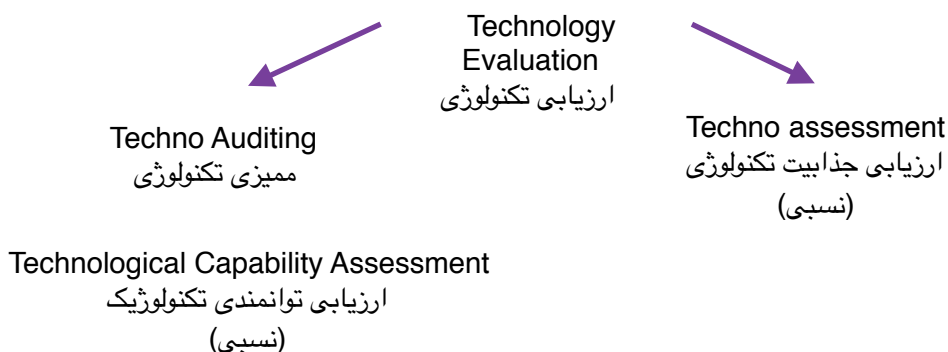 Technology
Evaluation
ارزیابی تکنولوژی
Techno Auditing
ممیزی تکنولوژی
Techno assessment
ارزیابی جذابیت تکنولوژی
(نسبی)
Technological Capability Assessment
ارزیابی توانمندی تکنولوژیک
(نسبی)